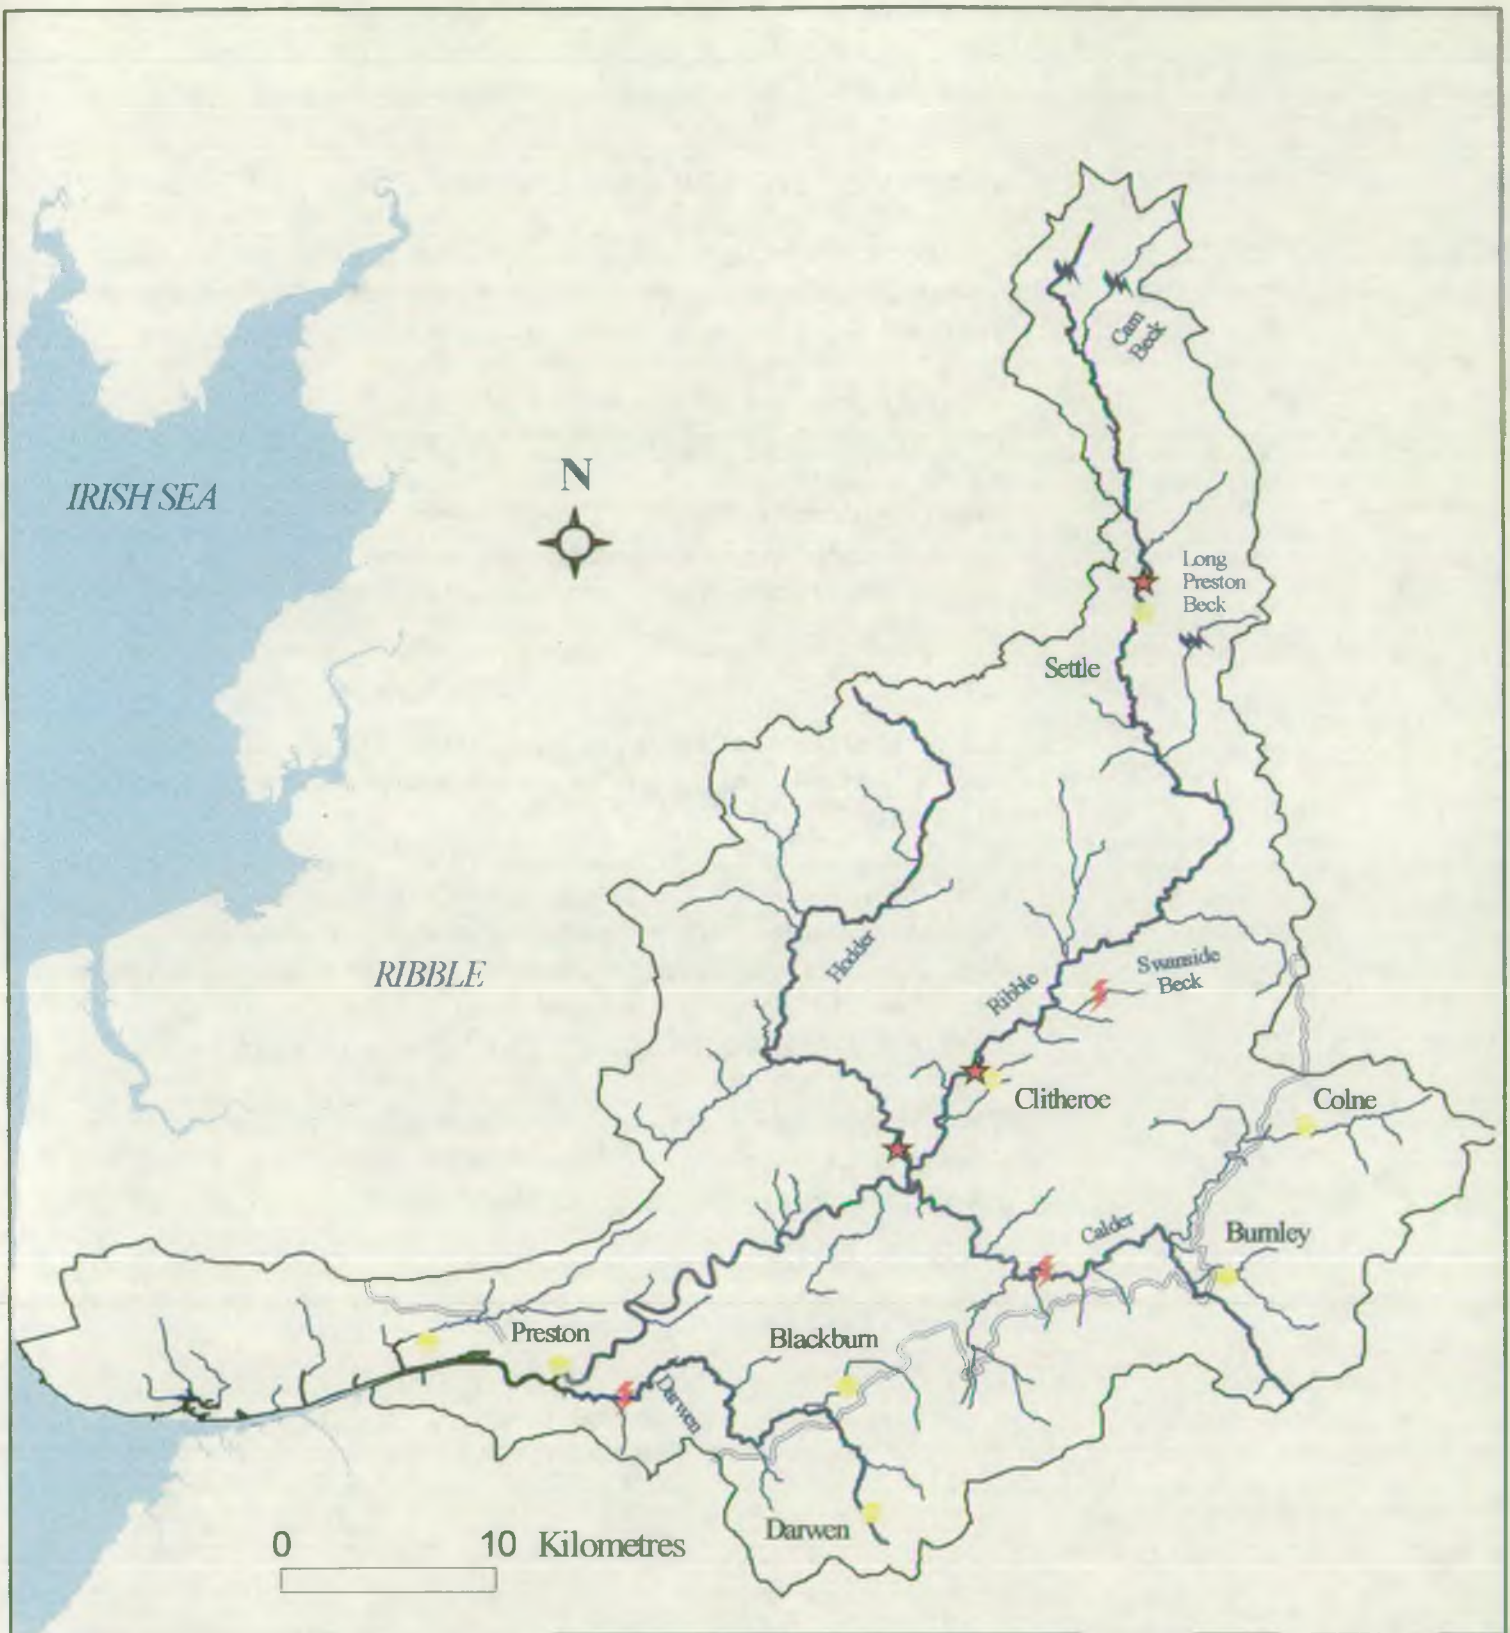 Cam
Beck
IRISH SEA
N
Long
Preston
Beck
Settle
Hodder
RIBBLE
Ribble
Swanside
Beck
Clitheroe
Colne
Calder
Burnley
Preston
Blackburn
Darwen
Darwen
0 10 Kilometres